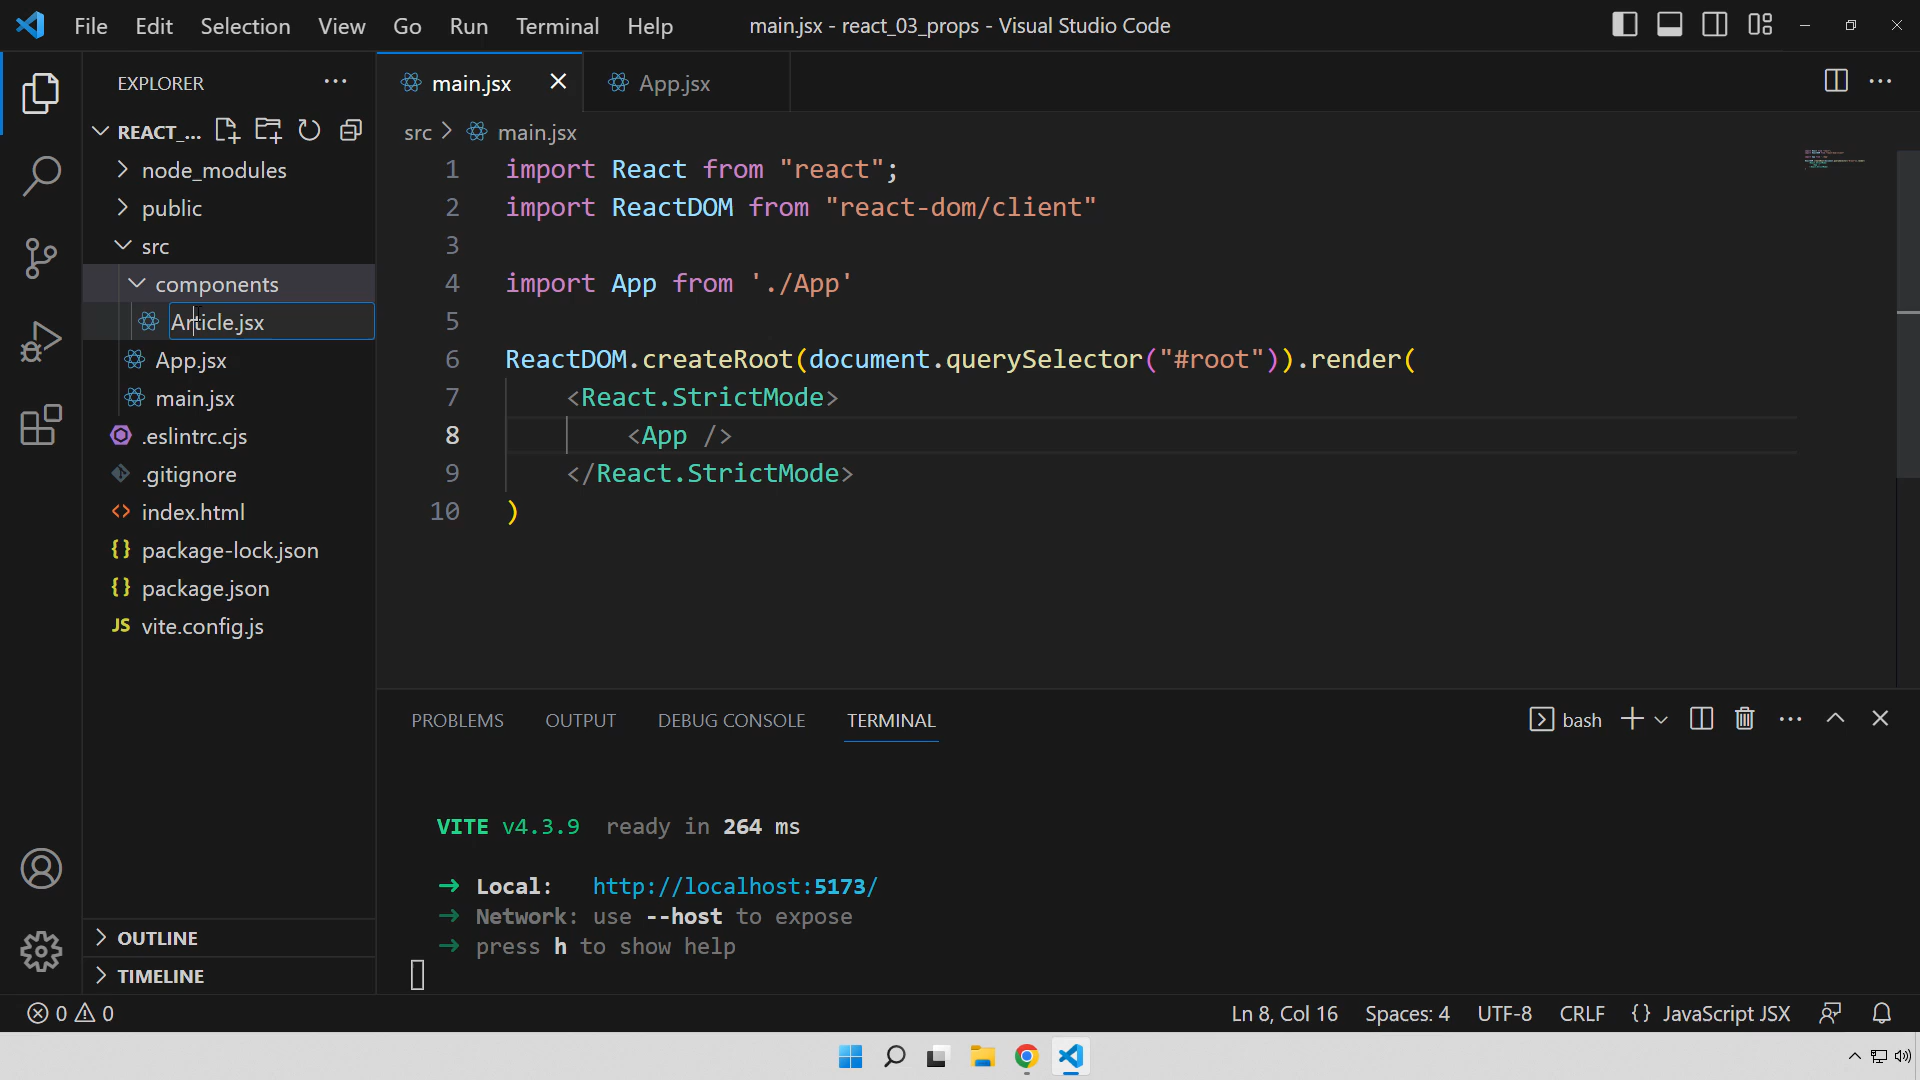 File Edit Selection View Go Run Terminal Help
main.jsx - react_03_props - Visual Studio Code
EXPLORER
REACT_...
node_modules
public
src
components
Article.jsx
App.jsx
main.jsx
.eslintrc.cjs
.gitignore
index.html
package-lock.json
package.json
JS vite.config.js
OUTLINE
TIMELINE
main.jsx App.jsx
src > main.jsx
1 import React from "react";
2 import ReactDOM from "react-dom/client"
3
4 import App from './App'
5
6 ReactDOM.createRoot(document.querySelector("#root")).render(
7 <React.StrictMode>
8 <App />
9 </React.StrictMode>
10 )
PROBLEMS OUTPUT DEBUG CONSOLE TERMINAL
bash
VITE v4.3.9 ready in 264 ms
➜ Local: http://localhost:5173/
➜ Network: use --host to expose
➜ press h to show help
0 0
Ln 8, Col 16 Spaces: 4 UTF-8 CRLF {} JavaScript JSX